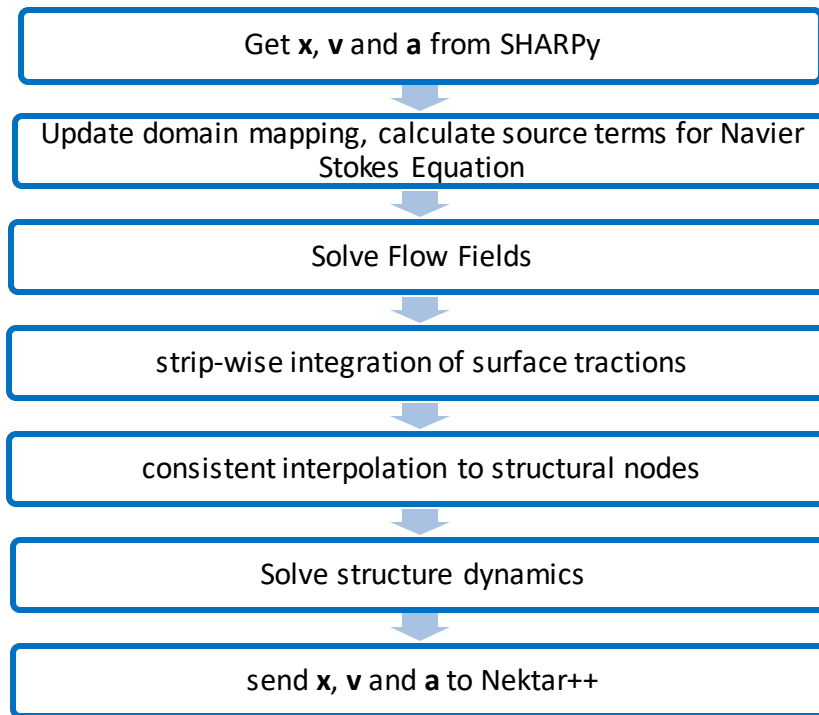 Get x, v and a from SHARPy
Update domain mapping, calculate source terms for Navier
Stokes Equation
Solve Flow Fields
strip-wise integration of surface tractions
consistent interpolation to structural nodes
Solve structure dynamics
send x, v and a to Nektar++